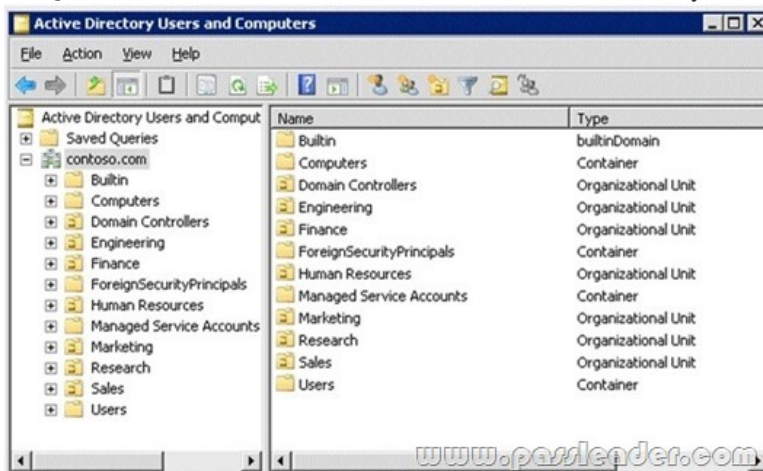 Active Directory Users and Computers
File Action View Help
Active Directory Users and Comput
Saved Queries
contoso.com
Builtin
Computers
Domain Controllers
Engineering
Finance
ForeignSecurityPrincipals
Human Resources
Managed Service Accounts
Marketing
Research
Sales
Users
Name Type
Builtin builtinDomain
Computers Container
Domain Controllers Organizational Unit
Engineering Organizational Unit
Finance Organizational Unit
ForeignSecurityPrincipals Container
Human Resources Organizational Unit
Managed Service Accounts Container
Marketing Organizational Unit
Research Organizational Unit
Sales Organizational Unit
Users Container
www.passleader.com